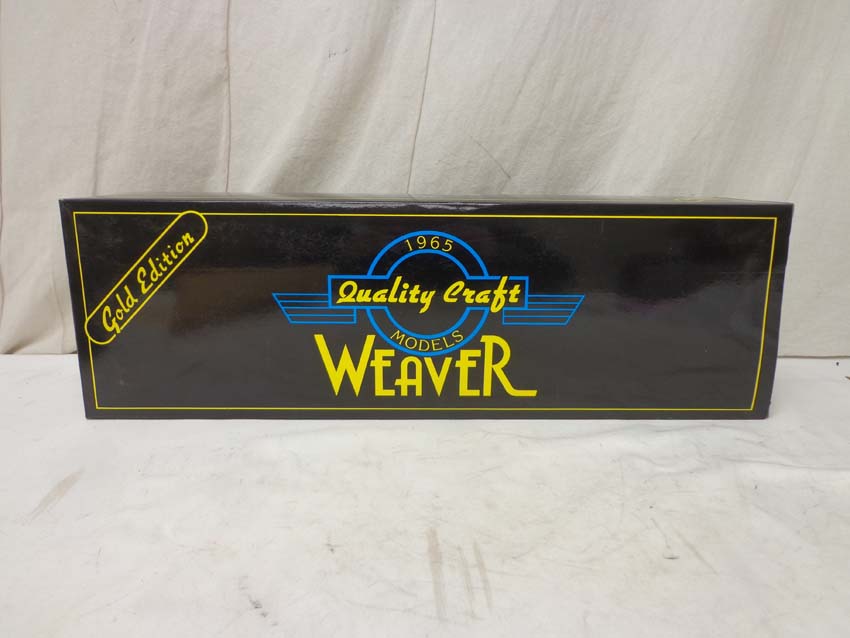 Gold Edition
1965
Quality Craft
MODELS
WEAVER